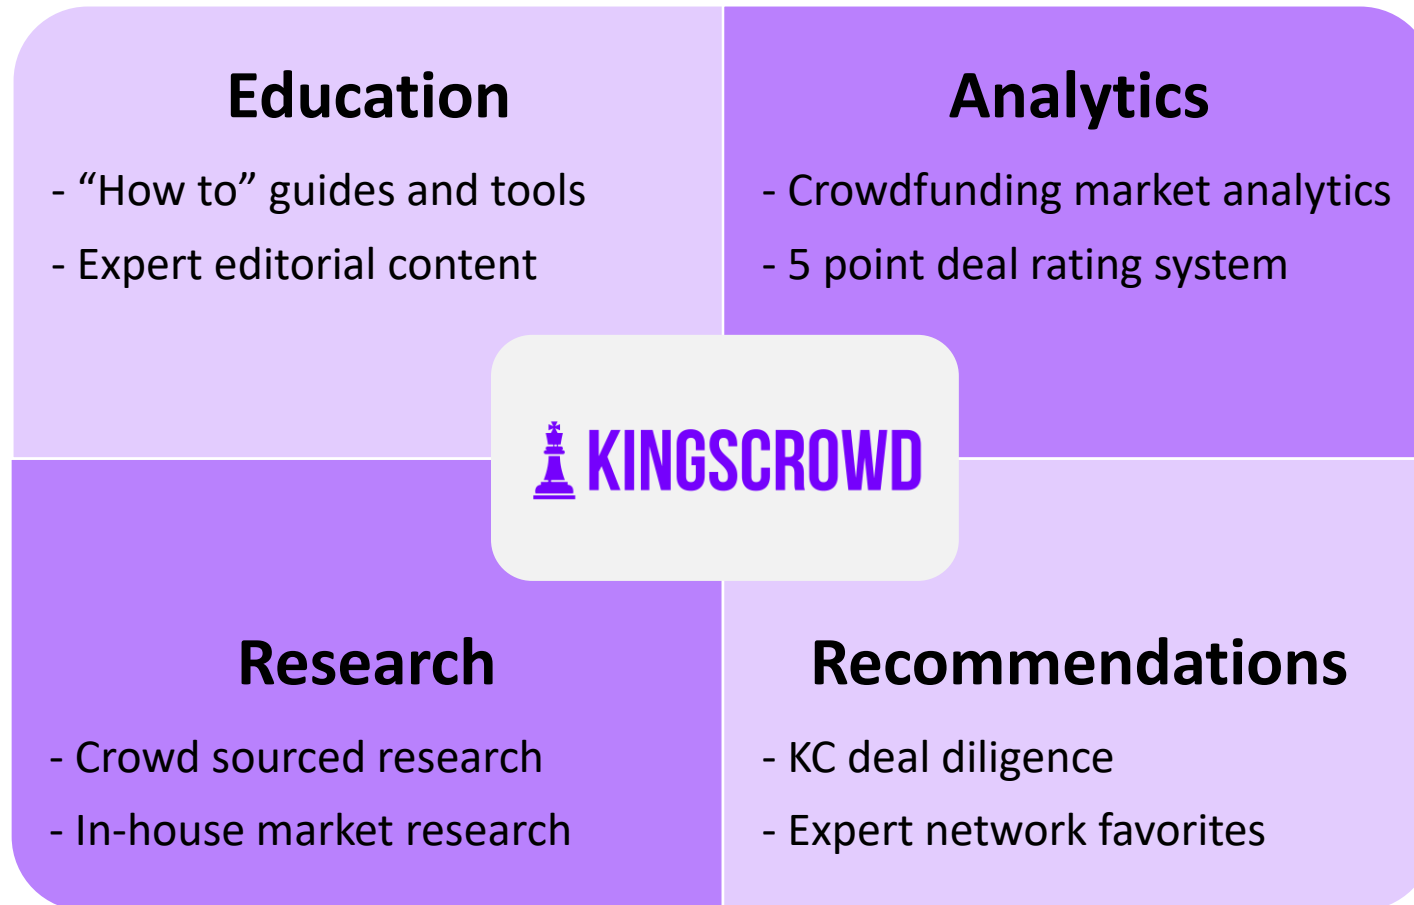 Education
- “How to” guides and tools
- Expert editorial content
Analytics
- Crowdfunding market analytics
- 5 point deal rating system
KINGSCROWD
Research
- Crowd sourced research
- In-house market research
Recommendations
- KC deal diligence
- Expert network favorites